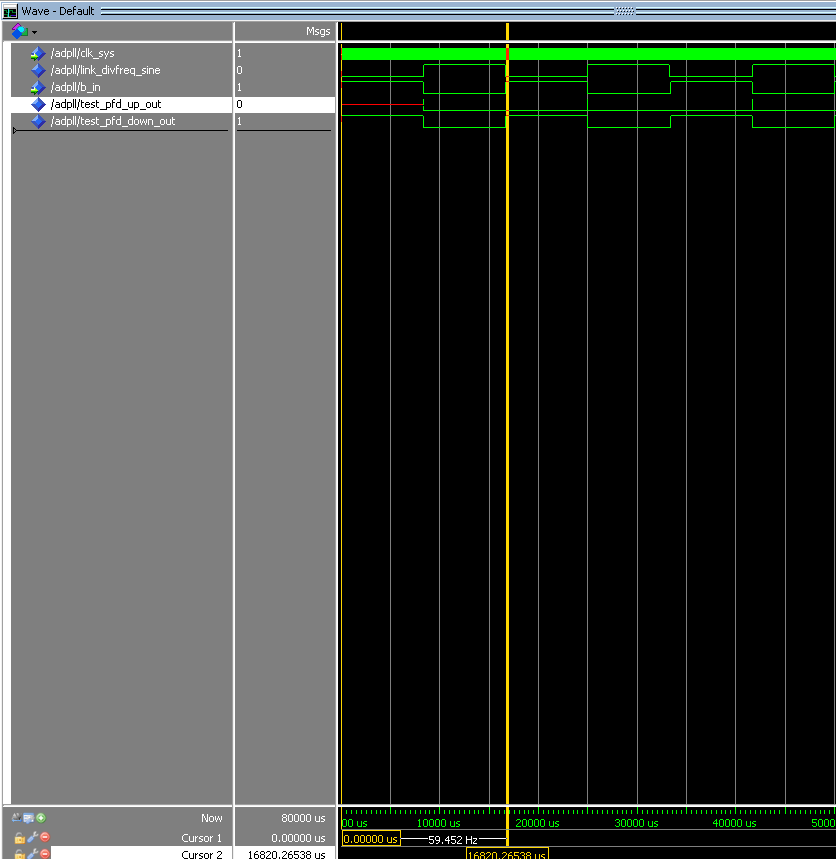 Wave - Default
Msgs
/adpll/clk_sys 1
/adpll/link_divfreq_sine 0
/adpll/b_in 1
/adpll/test_pfd_up_out 0
/adpll/test_pfd_down_out 1
Now 80000 us 00 us 10000 us 20000 us 30000 us 40000 us 5000
Cursor 1 0.00000 us 0.00000 us 59.452 Hz
Cursor 2 16820.26538 us 16820.26538 us